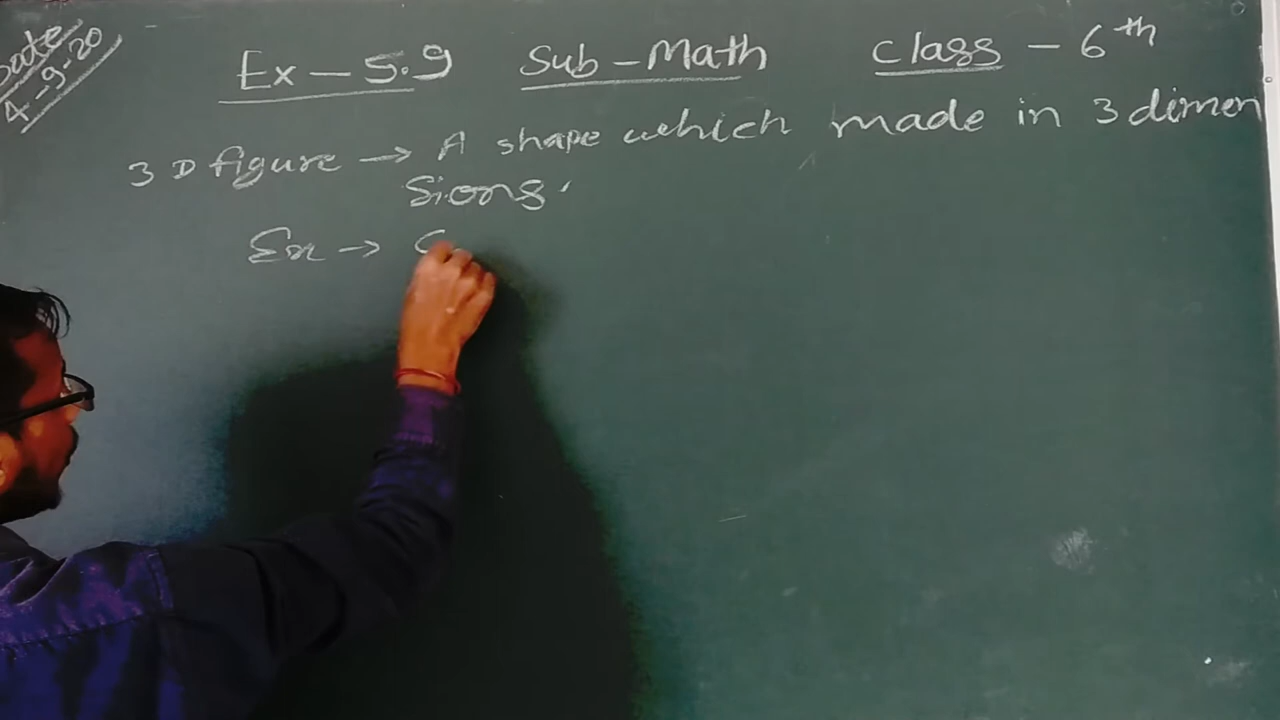 Date
4-9-20
Ex - 5.9 Sub - Math Class - 6th
3D figure → A shape which made in 3 dimen
sions.
Ex →